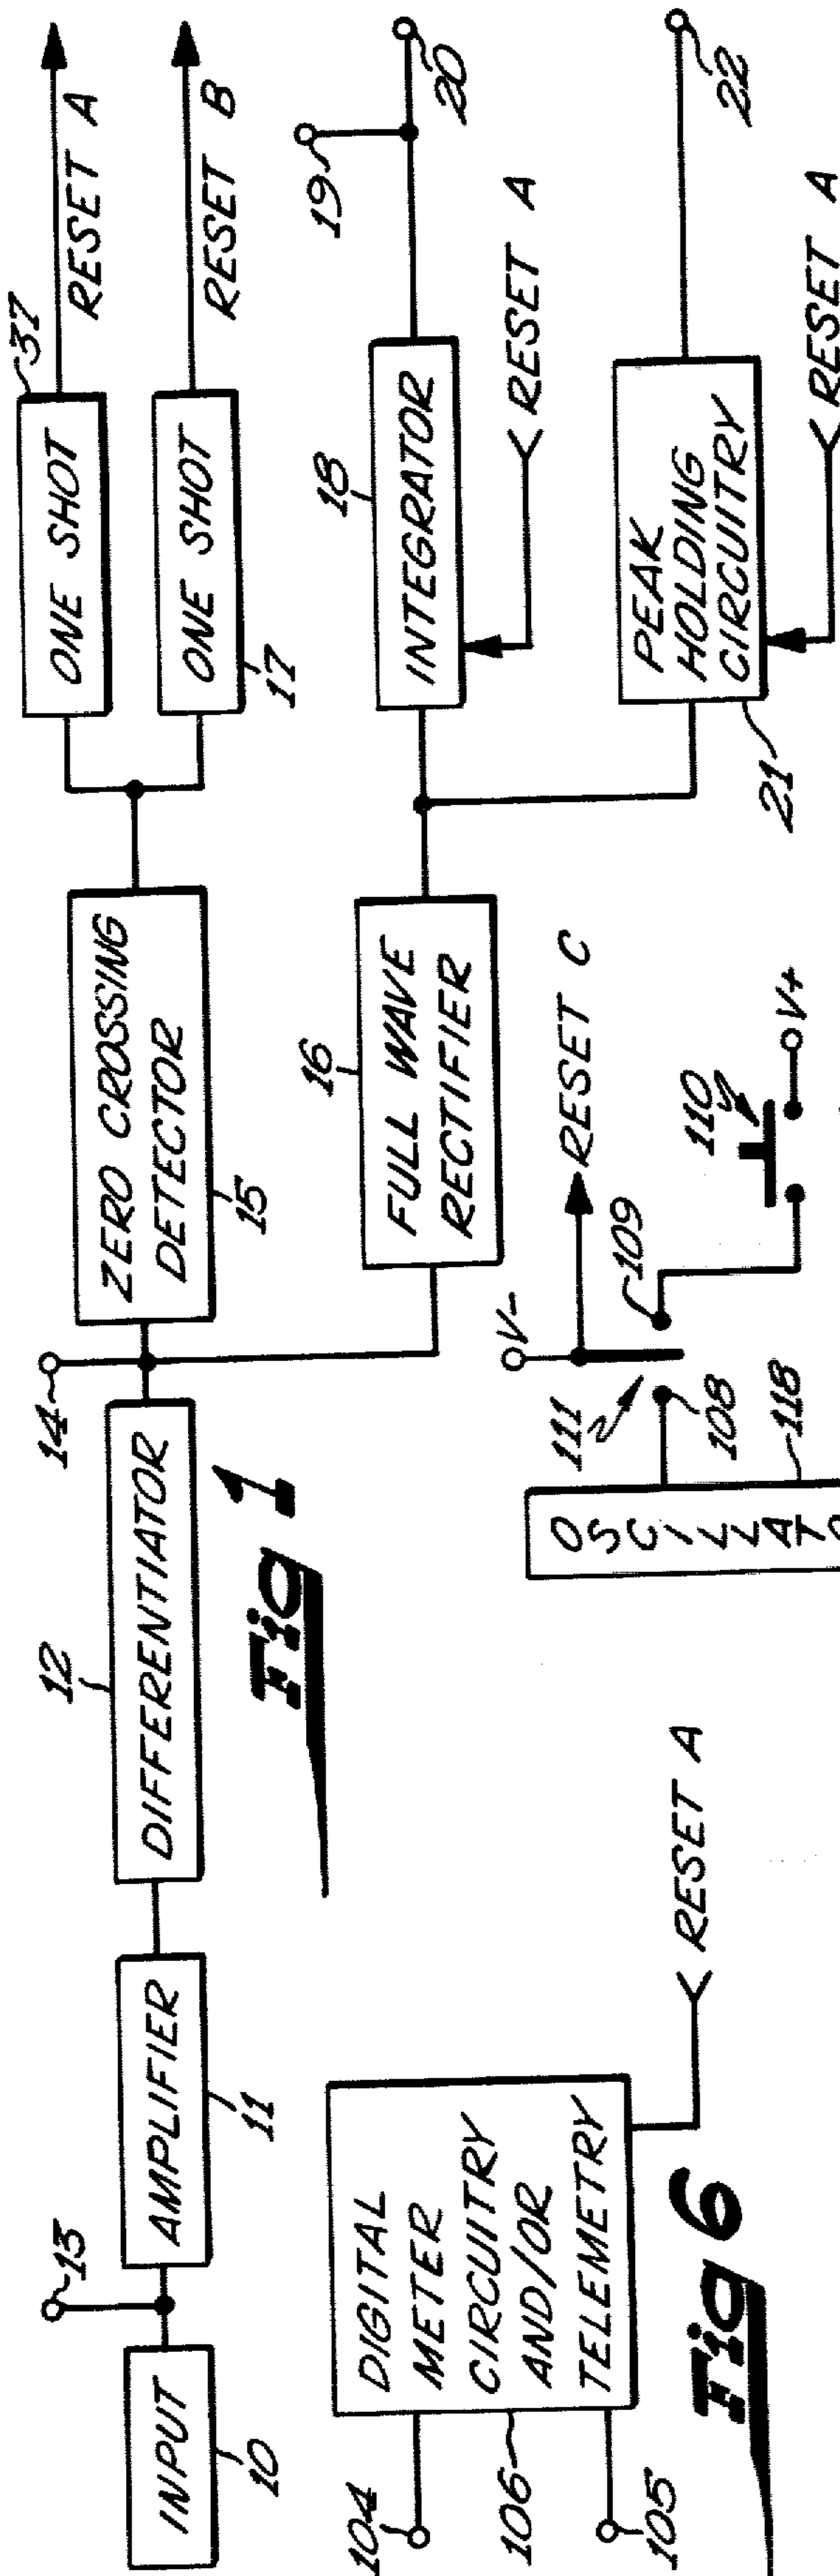 INPUT
10
13
AMPLIFIER
11
12
DIFFERENTIATOR
14
ZERO CROSSING
DETECTOR
15
37
ONE SHOT
RESET A
ONE SHOT
17
RESET B
16
FULL WAVE
RECTIFIER
18
INTEGRATOR
RESET A
19
20
PEAK
HOLDING
CIRCUITRY
21
RESET A
22
Fig 1
104
105
106
DIGITAL
METER
CIRCUITRY
AND/OR
TELEMETRY
RESET A
Fig 6
V-
RESET C
111
109
108
110
V+
118
O
S
C
I
L
L
A
T